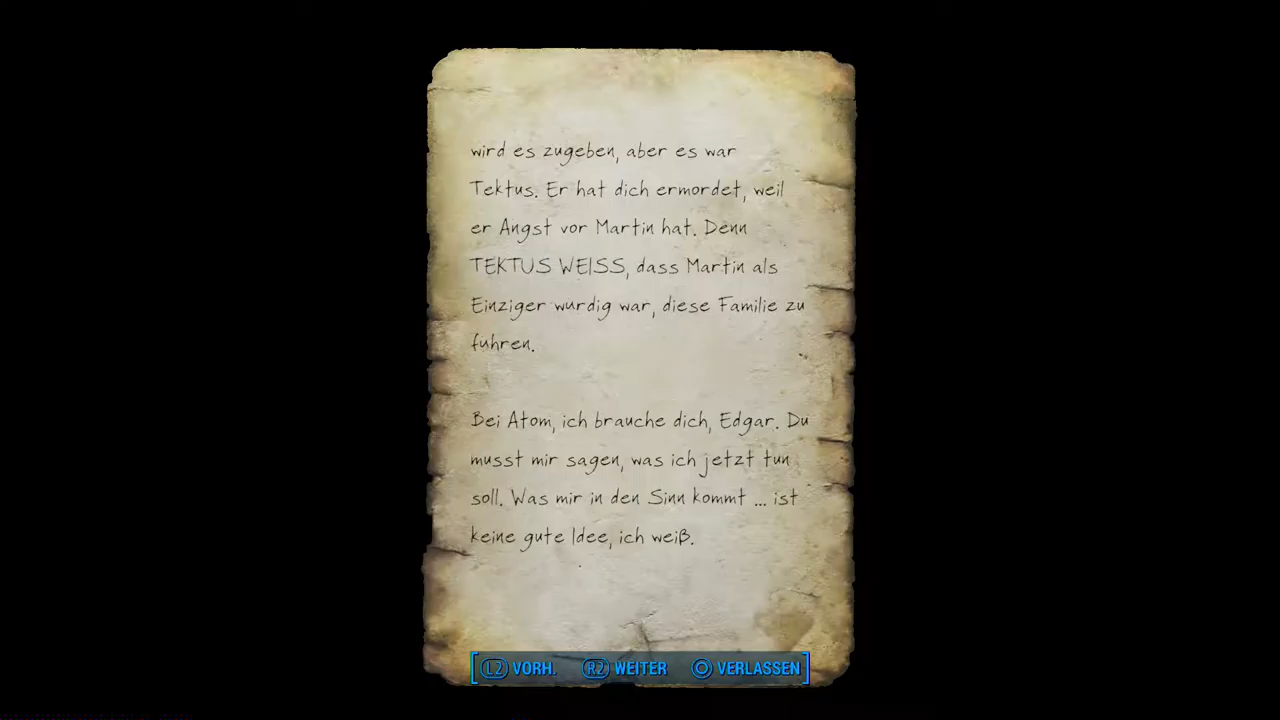 wird es zugeben, aber es war
Tektus. Er hat dich ermordet, weil
er Angst vor Martin hat. Denn
TEKTUS WEISS, dass Martin als
Einziger wurdig war, diese Familie zu
fuhren.
Bei Atom, ich brauche dich, Edgar. Du
musst mir sagen, was ich jetzt tun
soll. Was mir in den Sinn kommt ... ist
keine gute Idee, ich weiß.
L2 VORH. R2 WEITER VERLASSEN